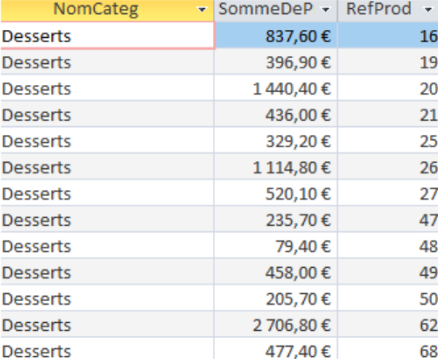 NomCateg SommeDeP RefProd
Desserts 837,60 € 16
Desserts 396,90 € 19
Desserts 1 440,40 € 20
Desserts 436,00 € 21
Desserts 329,20 € 25
Desserts 1 114,80 € 26
Desserts 520,10 € 27
Desserts 235,70 € 47
Desserts 79,40 € 48
Desserts 458,00 € 49
Desserts 205,70 € 50
Desserts 2 706,80 € 62
Desserts 477,40 € 68